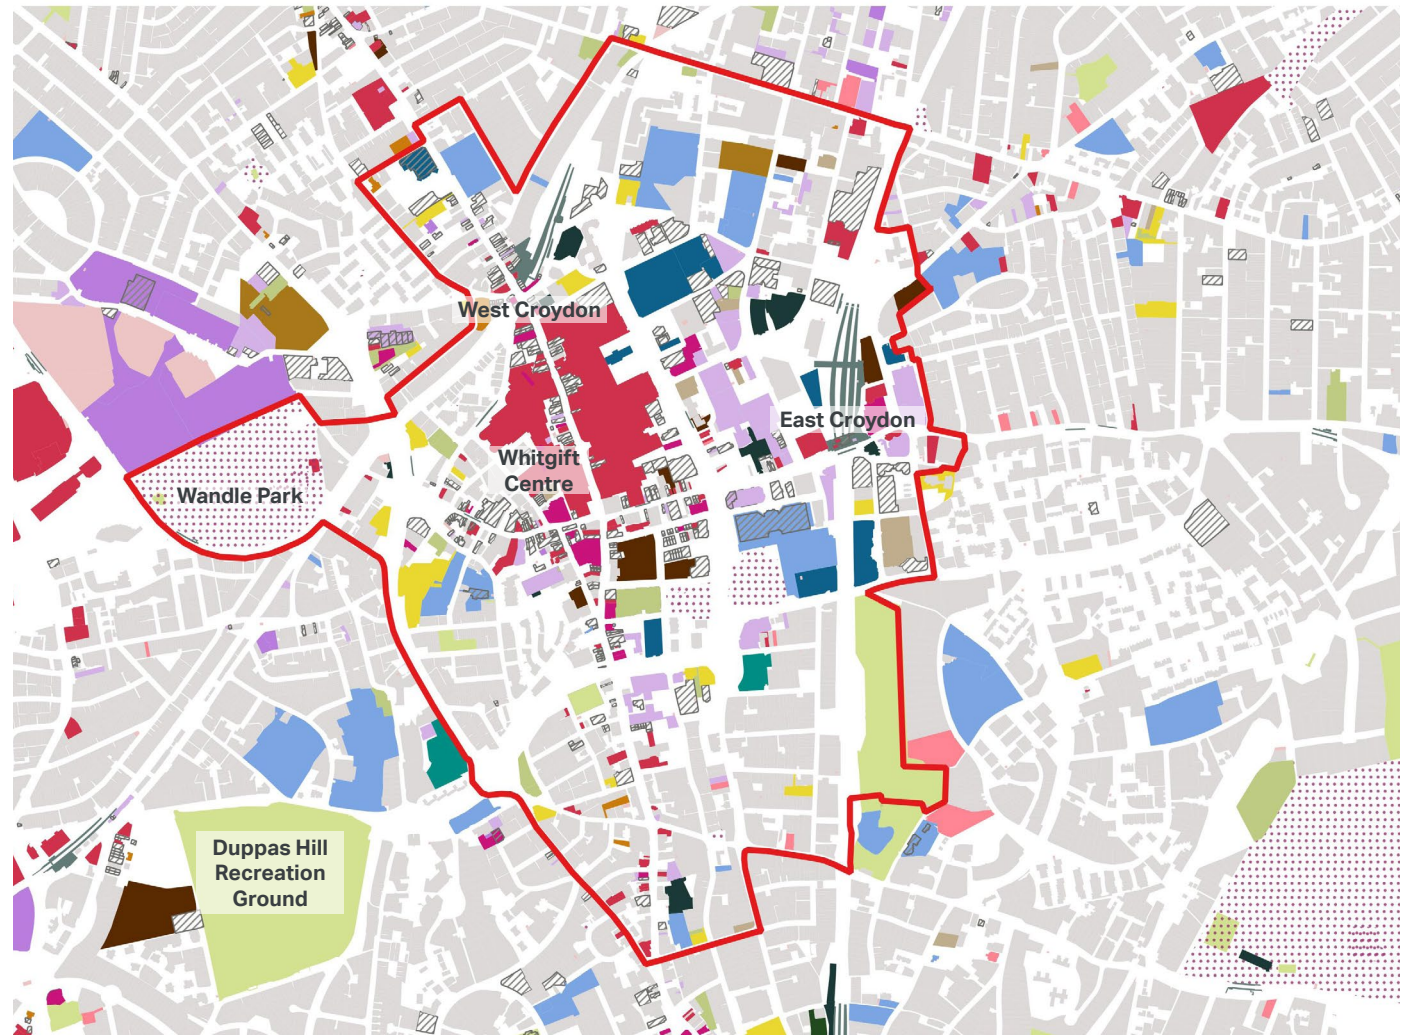 West Croydon
East Croydon
Whitgift
Centre
Wandle Park
Duppas Hill
Recreation
Ground